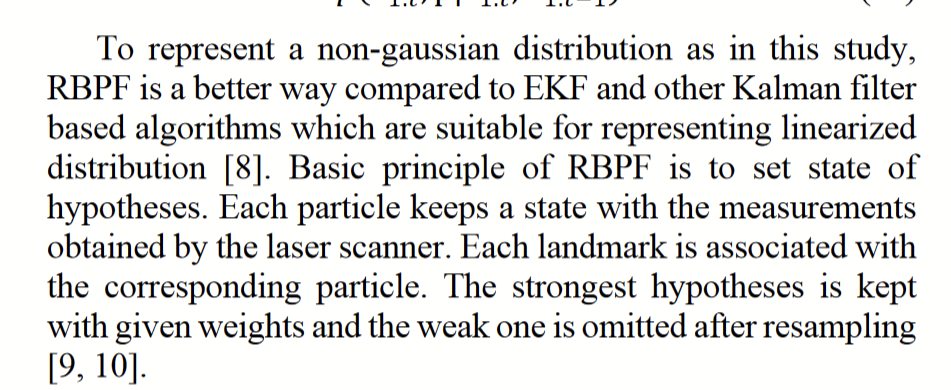 To represent a non-gaussian distribution as in this study,
RBPF is a better way compared to EKF and other Kalman filter
based algorithms which are suitable for representing linearized
distribution [8]. Basic principle of RBPF is to set state of
hypotheses. Each particle keeps a state with the measurements
obtained by the laser scanner. Each landmark is associated with
the corresponding particle. The strongest hypotheses is kept
with given weights and the weak one is omitted after resampling
[9, 10].